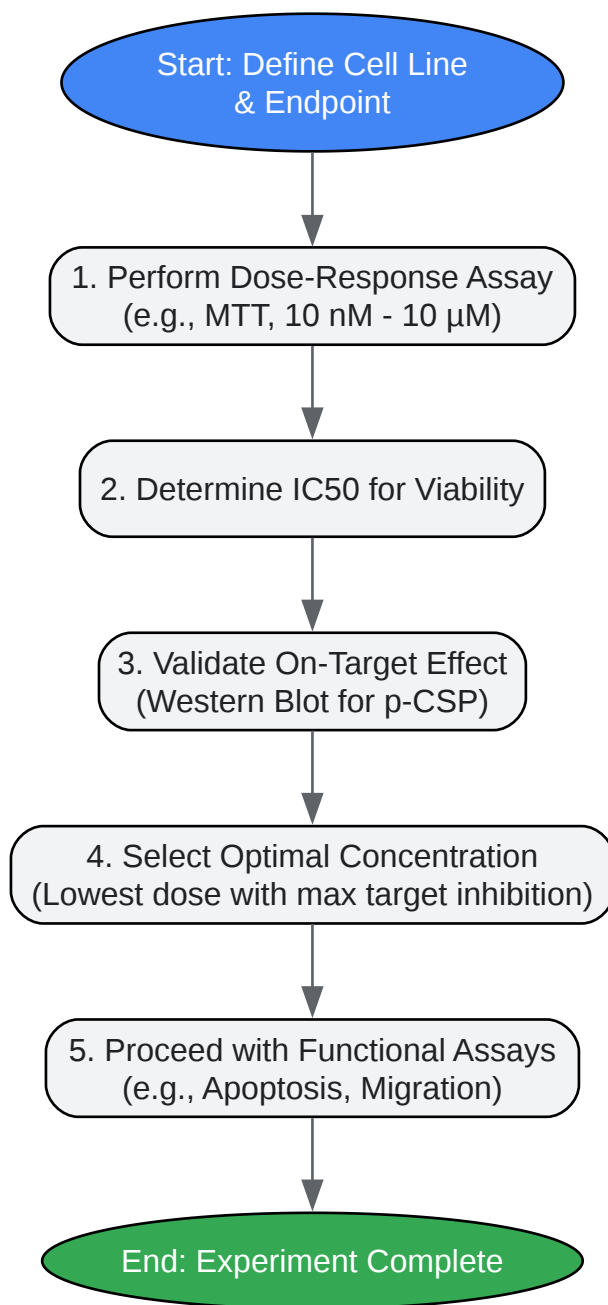 Start: Define Cell Line
& Endpoint
1. Perform Dose-Response Assay
(e.g., MTT, 10 nM - 10 µM)
2. Determine IC50 for Viability
3. Validate On-Target Effect
(Western Blot for p-CSP)
4. Select Optimal Concentration
(Lowest dose with max target inhibition)
5. Proceed with Functional Assays
(e.g., Apoptosis, Migration)
End: Experiment Complete